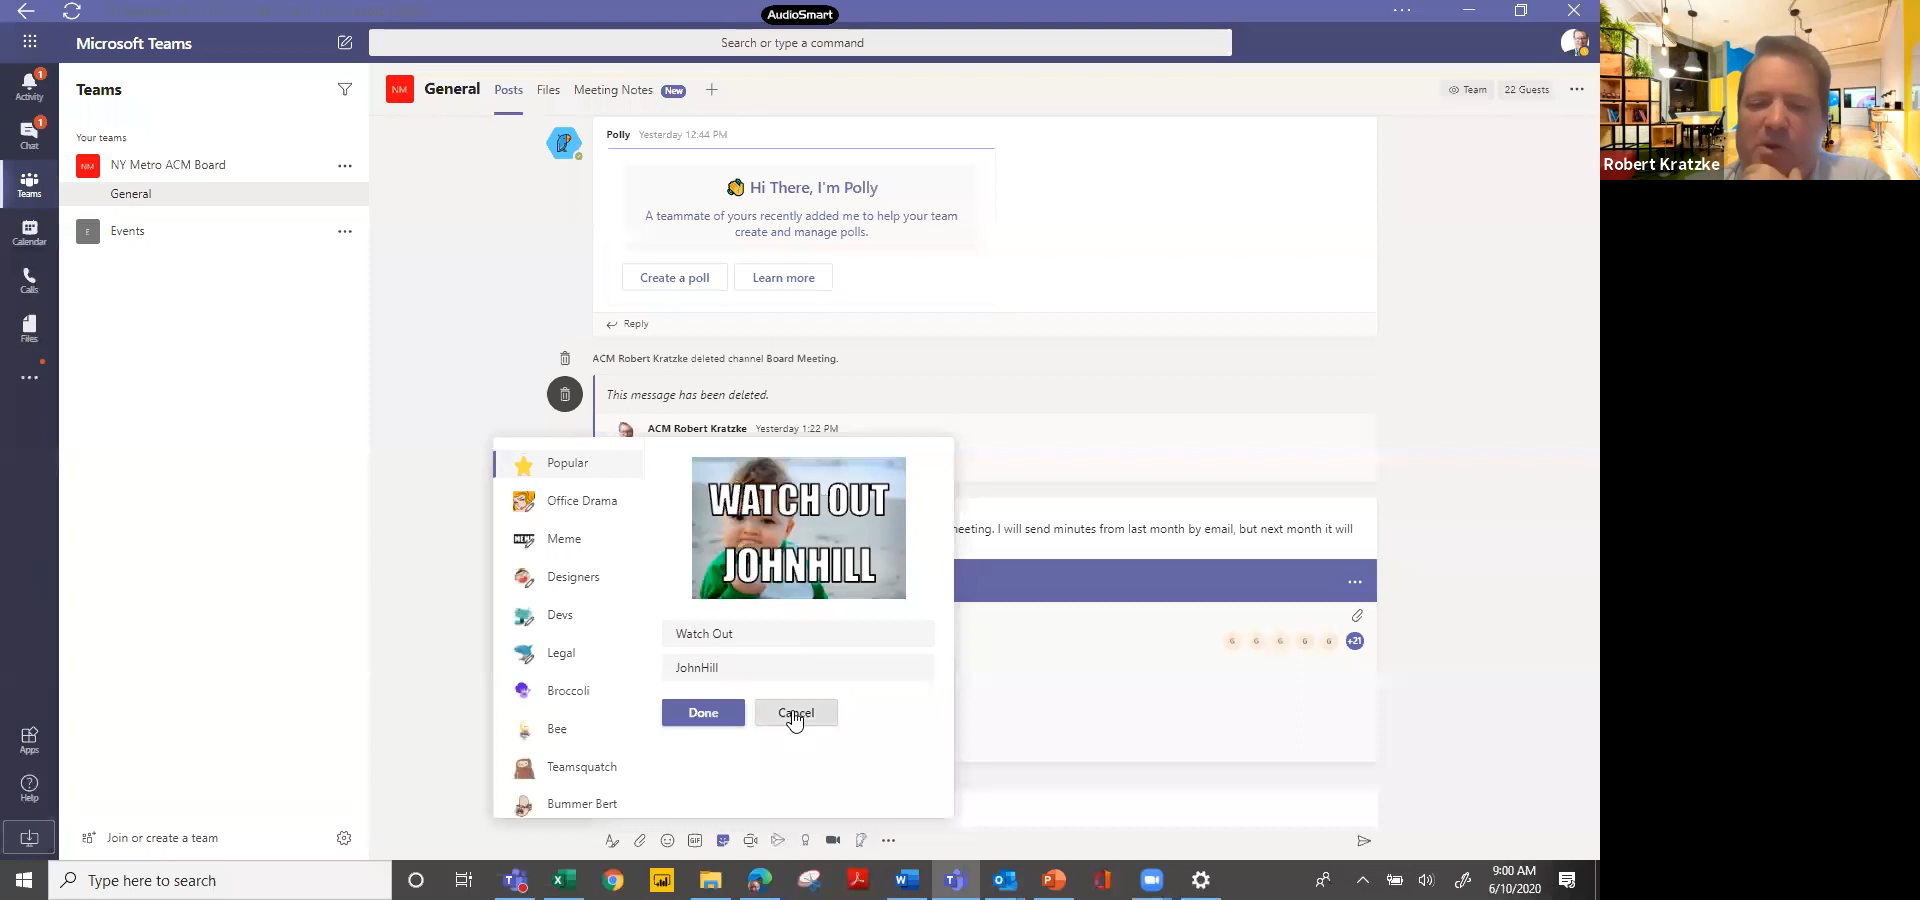 AudioSmart
Microsoft Teams
Search or type a command
Activity
1
Chat
1
Teams
Calendar
Calls
Files
Apps
Help
Teams
Your teams
NM
NY Metro ACM Board
General
E
Events
Join or create a team
NM
General
Posts
Files
Meeting Notes
New
Team
22 Guests
Polly
Yesterday 12:44 PM
Hi There, I'm Polly
A teammate of yours recently added me to help your team
create and manage polls.
Create a poll
Learn more
Reply
ACM Robert Kratzke deleted channel Board Meeting.
This message has been deleted.
ACM Robert Kratzke
Yesterday 1:22 PM
Popular
Office Drama
MEME
Meme
Designers
Devs
Legal
Broccoli
Bee
Teamsquatch
Bummer Bert
WATCH OUT
JOHNHILL
Watch Out
JohnHill
Done
Cancel
eeting. I will send minutes from last month by email, but next month it will
G
G
G
G
G
+21
GIF
Type here to search
9:00 AM
6/10/2020
Robert Kratzke